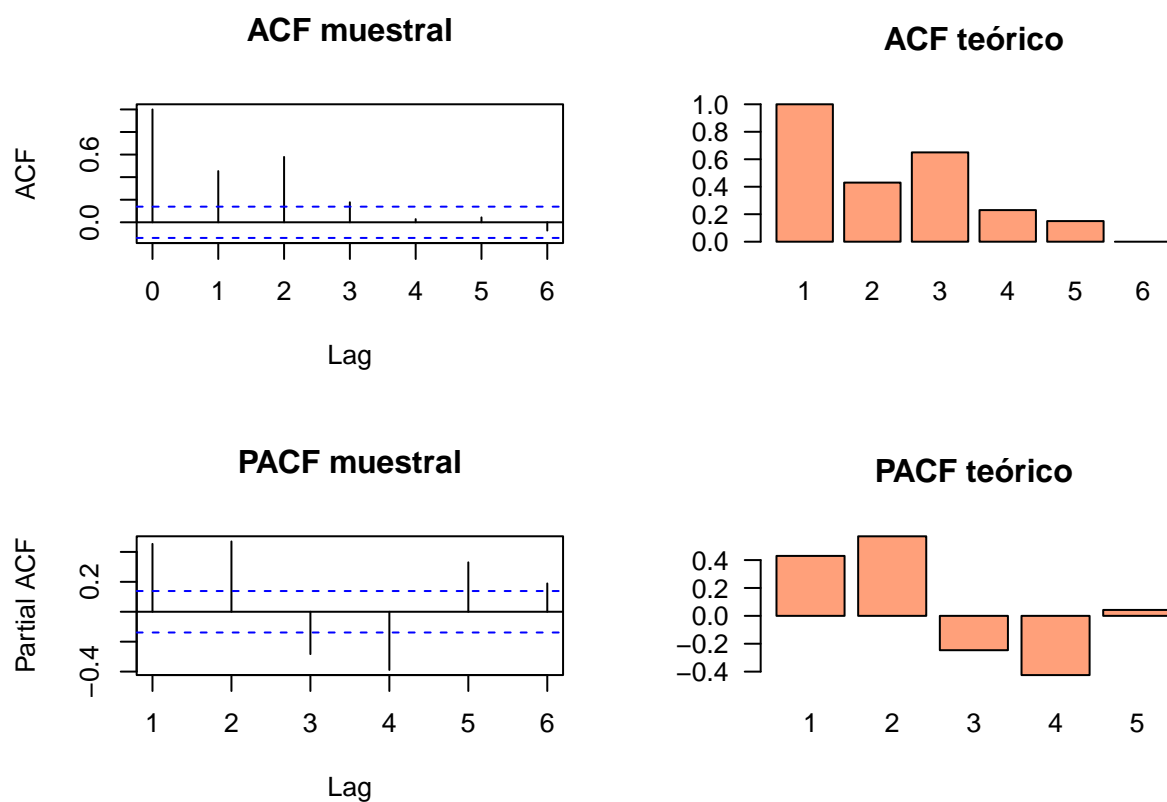 ACF muestral
ACF
0.0 0.6
0 1 2 3 4 5 6
Lag
ACF teórico
1.0
0.8
0.6
0.4
0.2
0.0
1 2 3 4 5 6
PACF muestral
Partial ACF
−0.4 0.2
1 2 3 4 5 6
Lag
PACF teórico
0.4
0.2
0.0
−0.2
−0.4
1 2 3 4 5